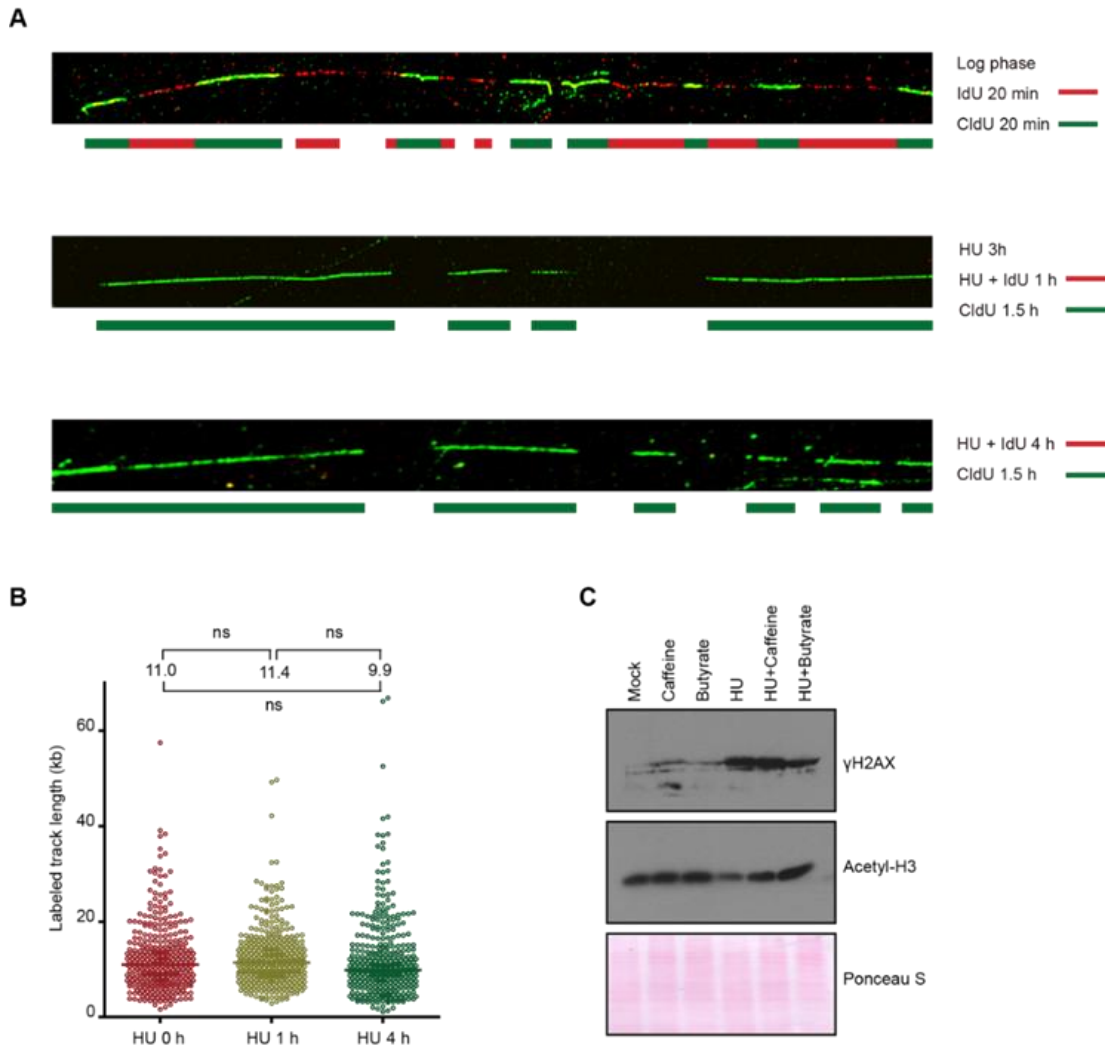 A
Log phase
IdU 20 min
CldU 20 min
HU 3h
HU + IdU 1 h
CldU 1.5 h
HU + IdU 4 h
CldU 1.5 h
B
ns
ns
11.0
11.4
9.9
ns
Labeled track length (kb)
60
40
20
0
HU 0 h
HU 1 h
HU 4 h
C
Mock
Caffeine
Butyrate
HU
HU+Caffeine
HU+Butyrate
γH2AX
Acetyl-H3
Ponceau S